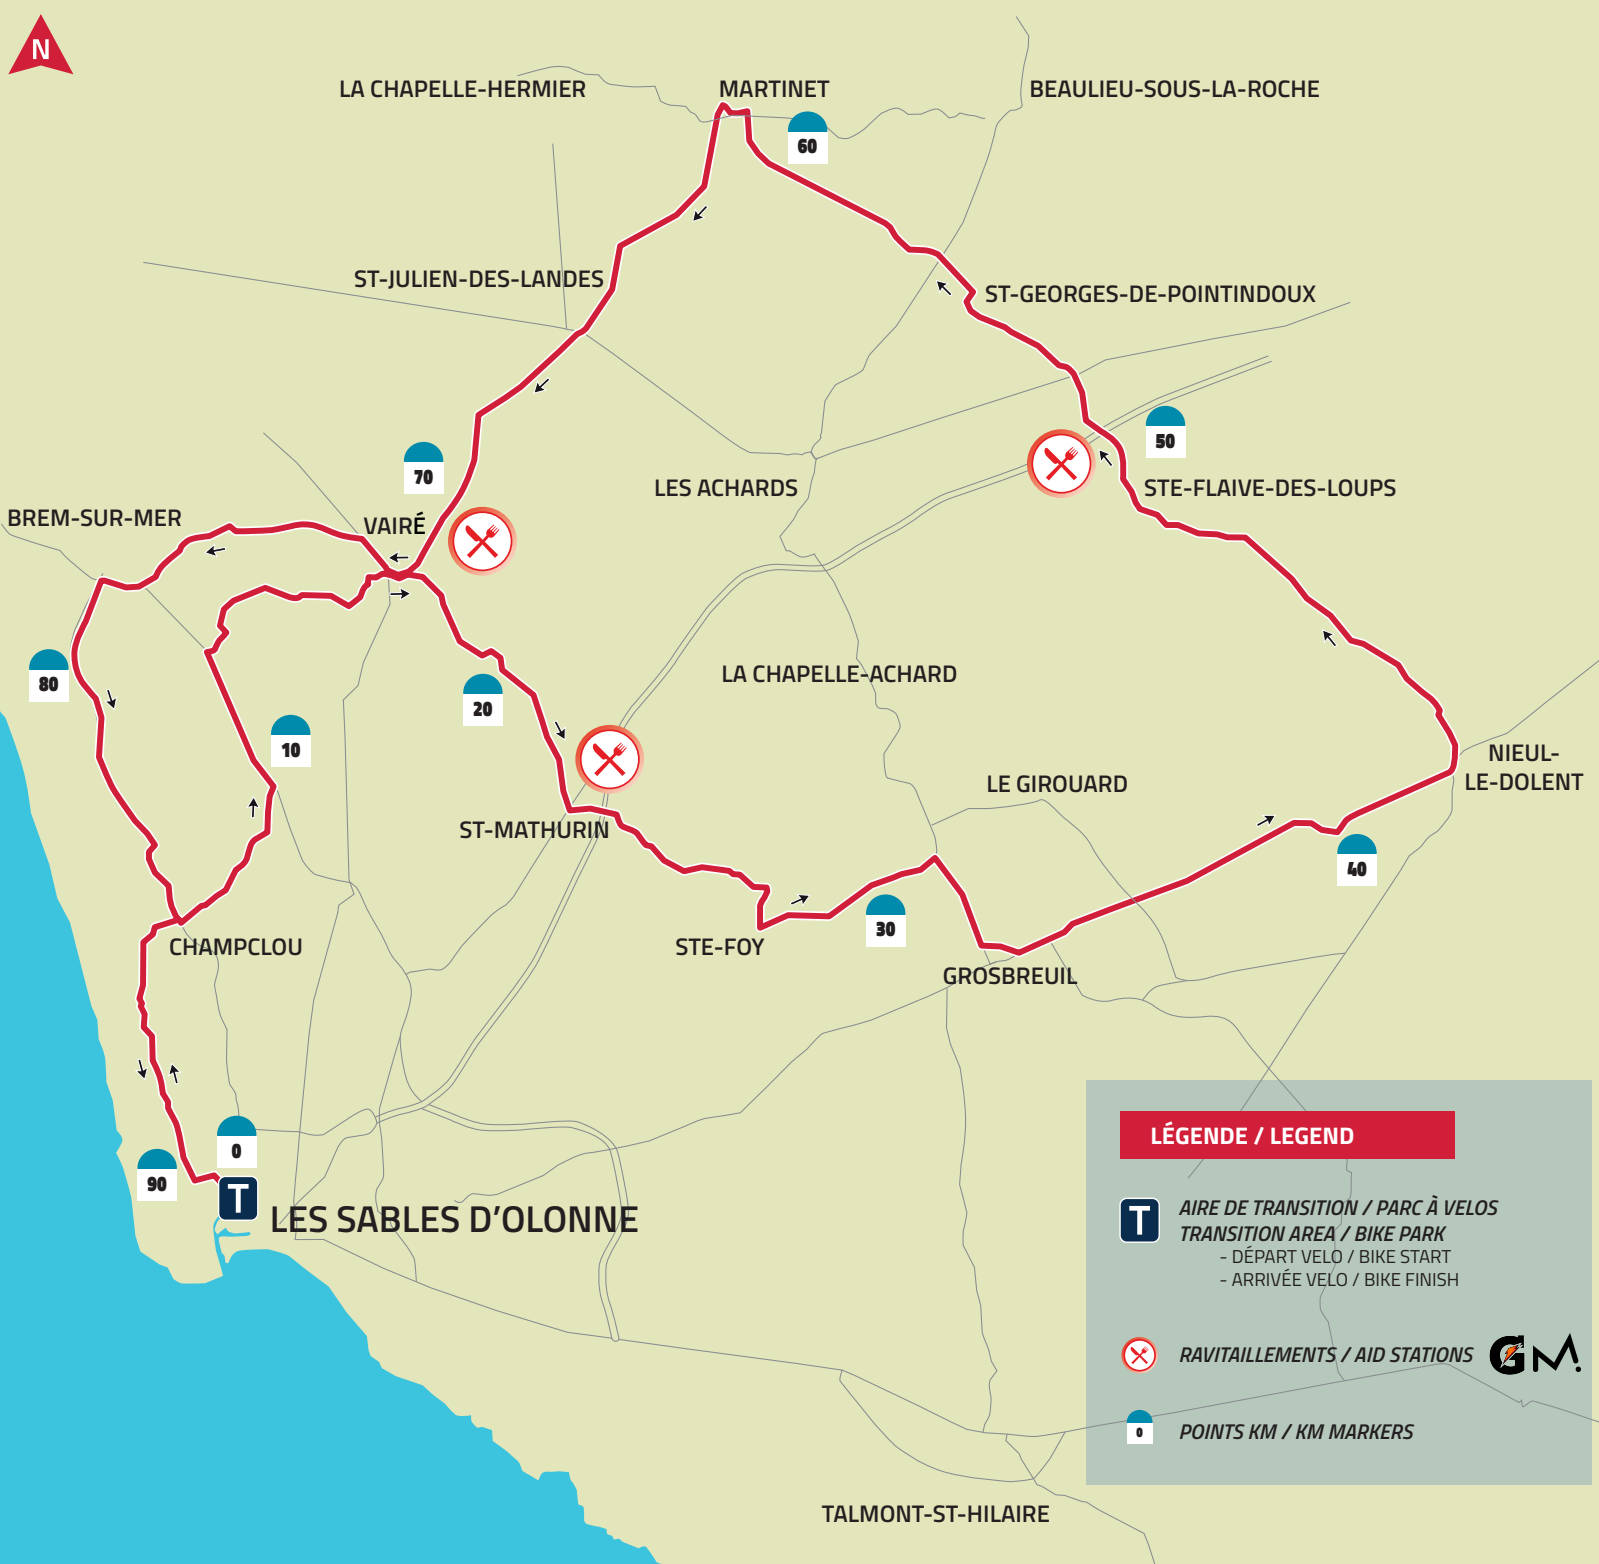 N
LA CHAPELLE-HERMIER
MARTINET
BEAULIEU-SOUS-LA-ROCHE
60
ST-JULIEN-DES-LANDES
ST-GEORGES-DE-POINTINDOUX
50
70
LES ACHARDS
STE-FLAIVE-DES-LOUPS
BREM-SUR-MER
VAIRÉ
80
LA CHAPELLE-ACHARD
20
10
NIEUL-
LE-DOLENT
LE GIROUARD
ST-MATHURIN
40
30
CHAMPCLOU
STE-FOY
GROSBREUIL
0
90
T
LES SABLES D’OLONNE
LÉGENDE / LEGEND
T
AIRE DE TRANSITION / PARC À VELOS
TRANSITION AREA / BIKE PARK
- DÉPART VELO / BIKE START
- ARRIVÉE VELO / BIKE FINISH
RAVITAILLEMENTS / AID STATIONS
G M.
0
POINTS KM / KM MARKERS
TALMONT-ST-HILAIRE